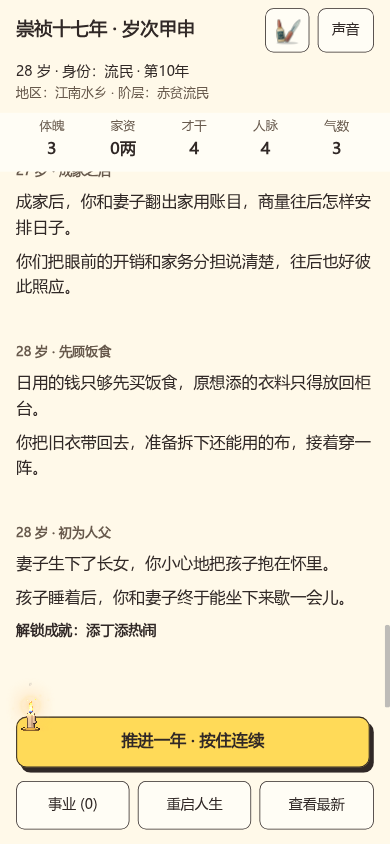 崇祯十七年 · 岁次甲申
声音
28 岁 · 身份：流民 · 第10年
地区：江南水乡 · 阶层：赤贫流民
体魄 家资 才干 人脉 气数
3 0两 4 4 3
27 岁 · 成家之后
成家后，你和妻子翻出家用账目，商量往后怎样安
排日子。
你们把眼前的开销和家务分担说清楚，往后也好彼
此照应。
28 岁 · 先顾饭食
日用的钱只够先买饭食，原想添的衣料只得放回柜
台。
你把旧衣带回去，准备拆下还能用的布，接着穿一
阵。
28 岁 · 初为人父
妻子生下了长女，你小心地把孩子抱在怀里。
孩子睡着后，你和妻子终于能坐下来歇一会儿。
解锁成就：添丁添热闹
推进一年 · 按住连续
事业 (0)
重启人生
查看最新